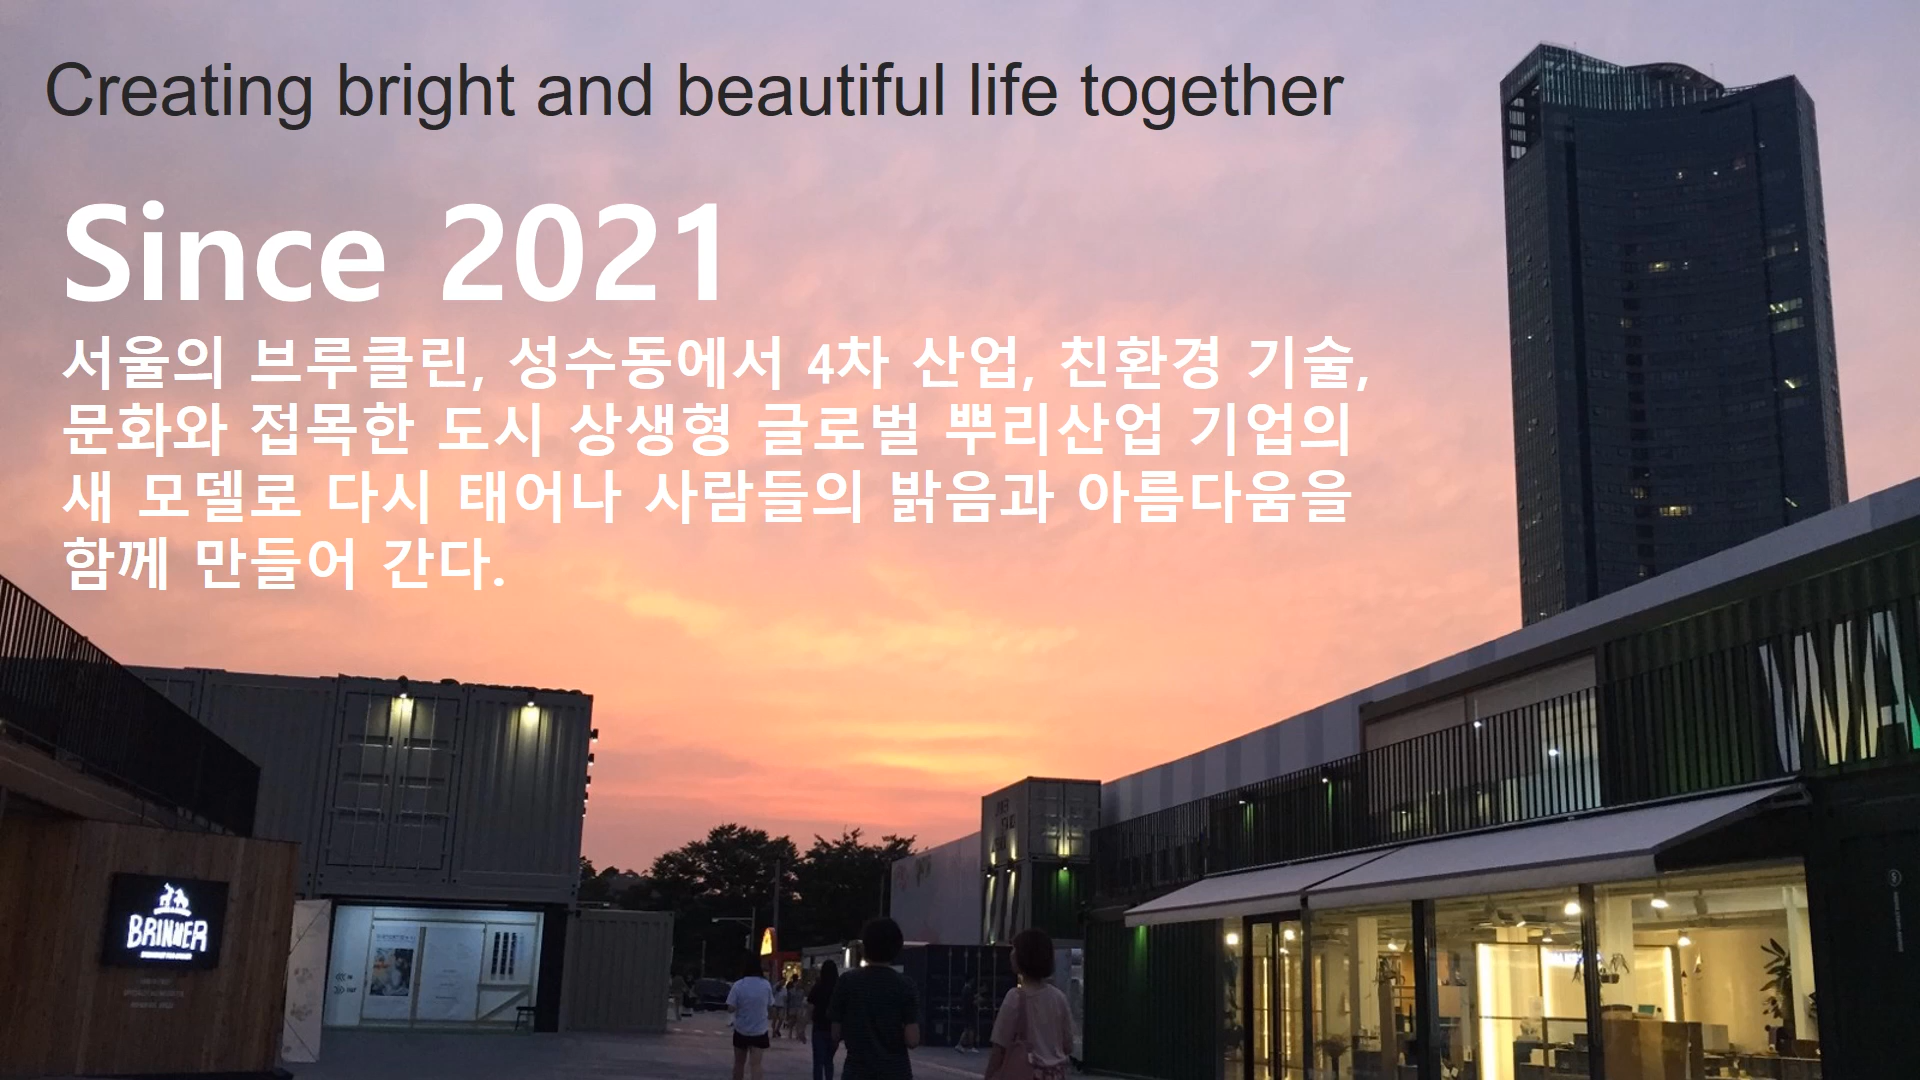 Creating bright and beautiful life together
Since 2021
서울의 브루클린, 성수동에서 4차 산업, 친환경 기술,
문화와 접목한 도시 상생형 글로벌 뿌리산업 기업의
새 모델로 다시 태어나 사람들의 밝음과 아름다움을
함께 만들어 간다.
BRINNER